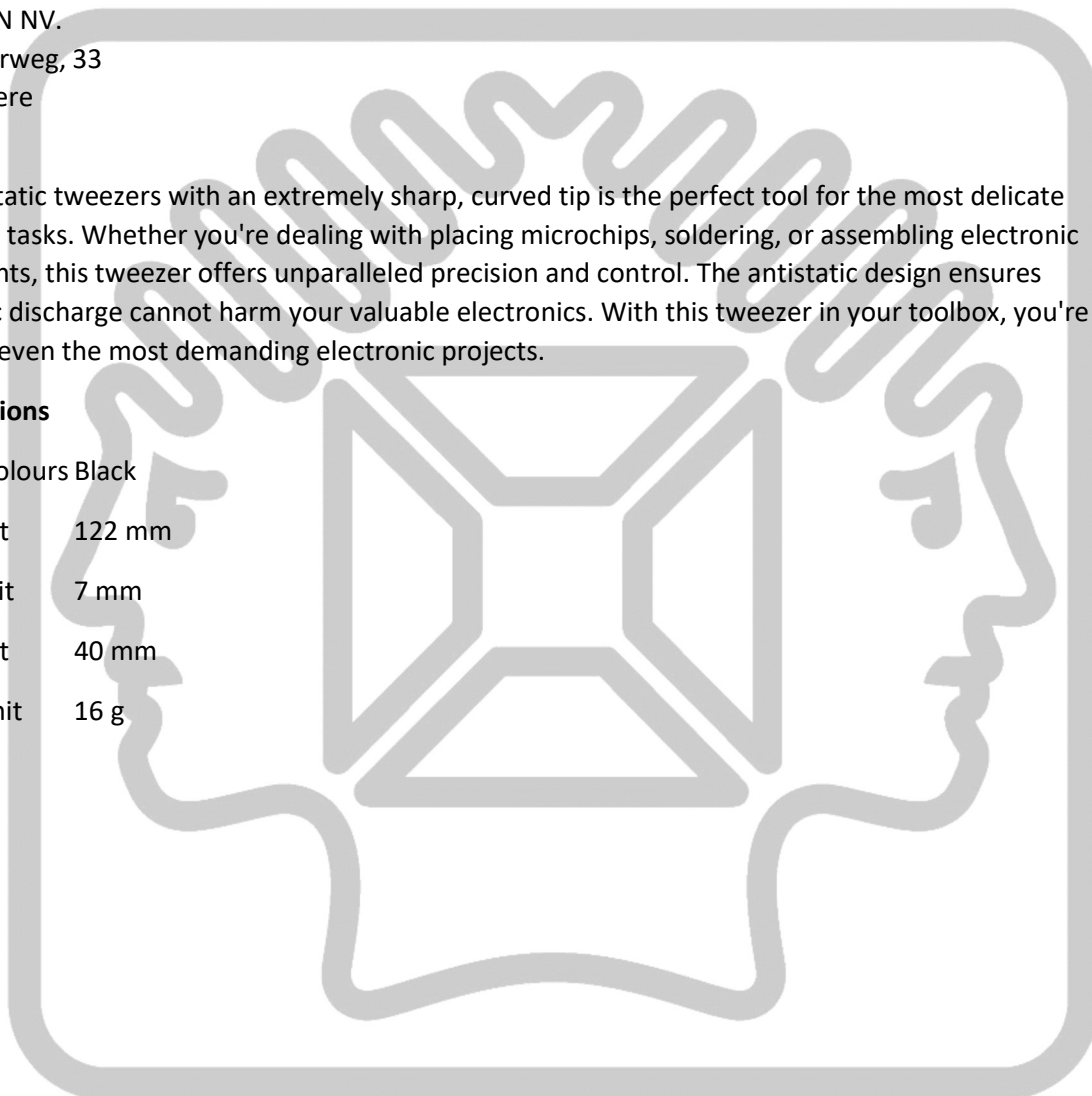 N NV.
rweg, 33
ere
tatic tweezers with an extremely sharp, curved tip is the perfect tool for the most delicate
tasks. Whether you're dealing with placing microchips, soldering, or assembling electronic
nts, this tweezer offers unparalleled precision and control. The antistatic design ensures
c discharge cannot harm your valuable electronics. With this tweezer in your toolbox, you're
even the most demanding electronic projects.
ions
olours Black
t 122 mm
it 7 mm
t 40 mm
nit 16 g